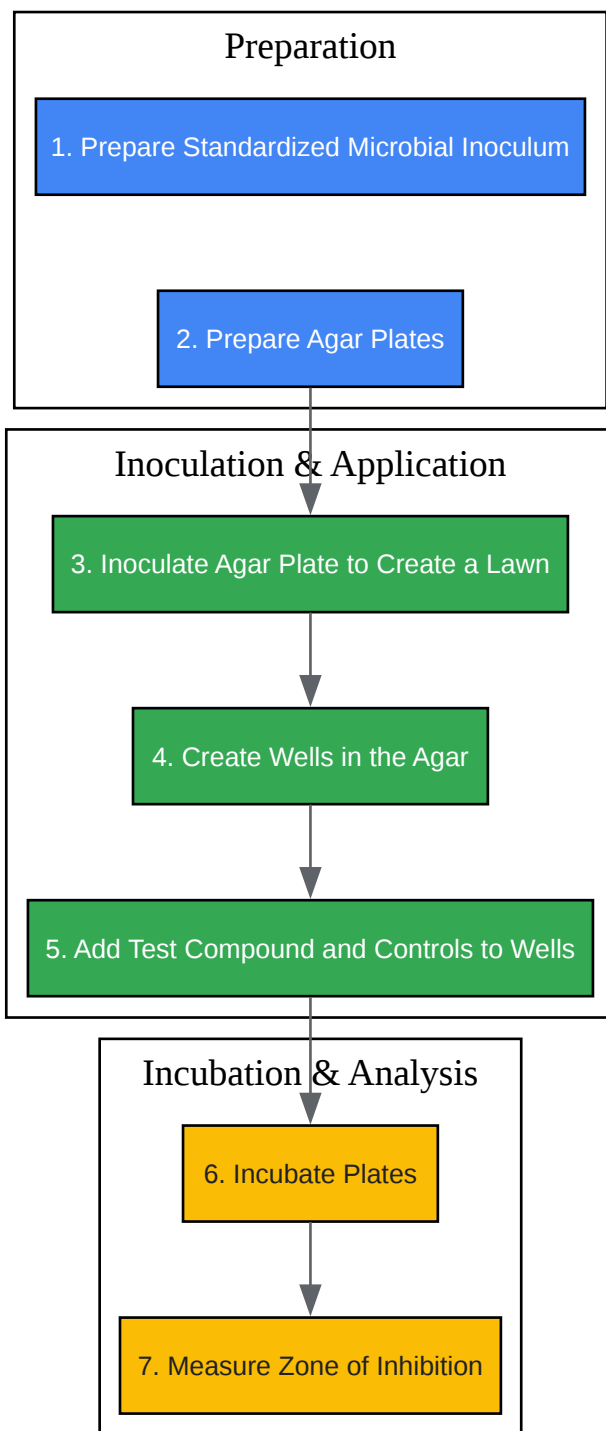 Preparation
1. Prepare Standardized Microbial Inoculum
2. Prepare Agar Plates
Inoculation & Application
3. Inoculate Agar Plate to Create a Lawn
4. Create Wells in the Agar
5. Add Test Compound and Controls to Wells
Incubation & Analysis
6. Incubate Plates
7. Measure Zone of Inhibition